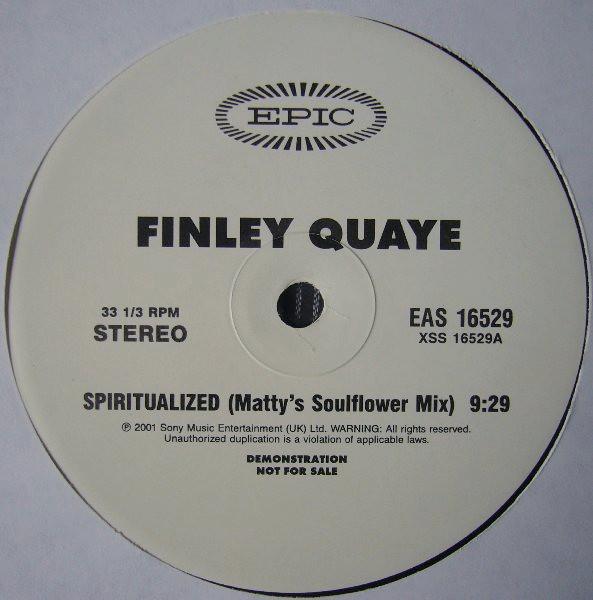 EPIC
FINLEY QUAYE
33 1/3 RPM
STEREO
EAS 16529
XSS 16529A
SPIRITUALIZED (Matty's Soulflower Mix) 9:29
℗ 2001 Sony Music Entertainment (UK) Ltd. WARNING: All rights reserved.
Unauthorized duplication is a violation of applicable laws.
DEMONSTRATION
NOT FOR SALE